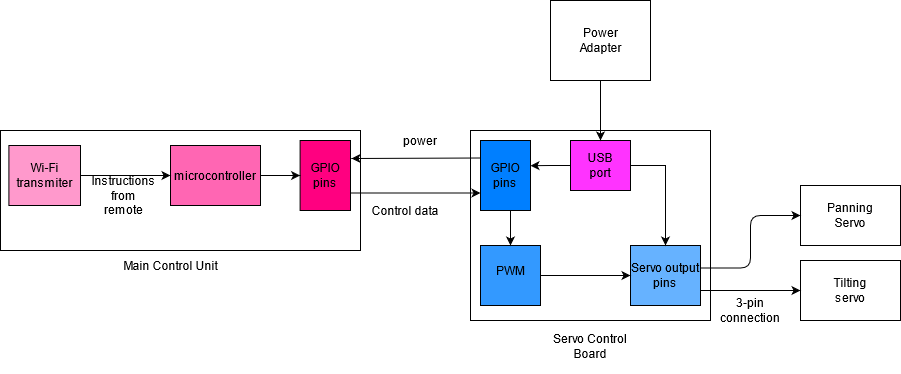 Power
Adapter
Wi-Fi
transmiter
Instructions
from
remote
microcontroller
GPIO
pins
Main Control Unit
power
Control data
GPIO
pins
USB
port
PWM
Servo output
pins
Servo Control
Board
Panning
Servo
3-pin
connection
Tilting
servo